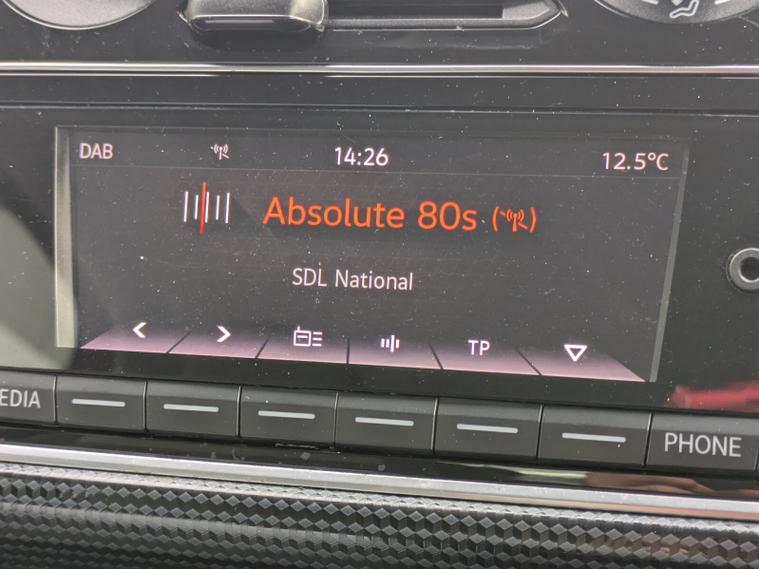 DAB 14:26 12.5°C
Absolute 80s
SDL National
TP
EDIA PHONE